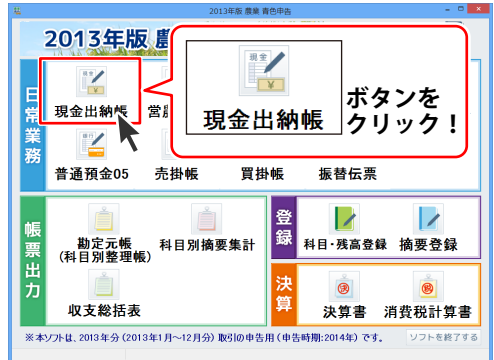 2013年版 農業 青色申告
2013年版 農
日常業務
現金出納帳
営農
現金
現金出納帳
ボタンを
クリック！
普通預金05
売掛帳
買掛帳
振替伝票
帳票出力
勘定元帳
(科目別整理帳)
科目別摘要集計
収支総括表
登録
科目・残高登録
摘要登録
決算
決算書
消費税計算書
※本ソフトは、2013年分(2013年1月～12月分)取引の申告用(申告時期:2014年)です。
ソフトを終了する